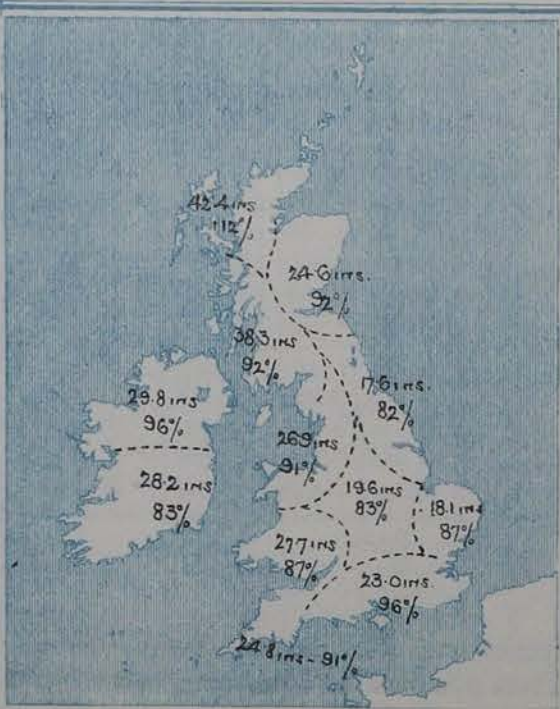 42.4 ins
112%
24.6 ins.
92%
38.3 ins
92%
17.6 ins.
82%
29.8 ins
96%
26.9 ins
91%
28.2 ins
83%
19.6 ins
83%
18.1 ins
87%
27.7 ins
87%
23.0 ins.
96%
24.8 ins - 91%